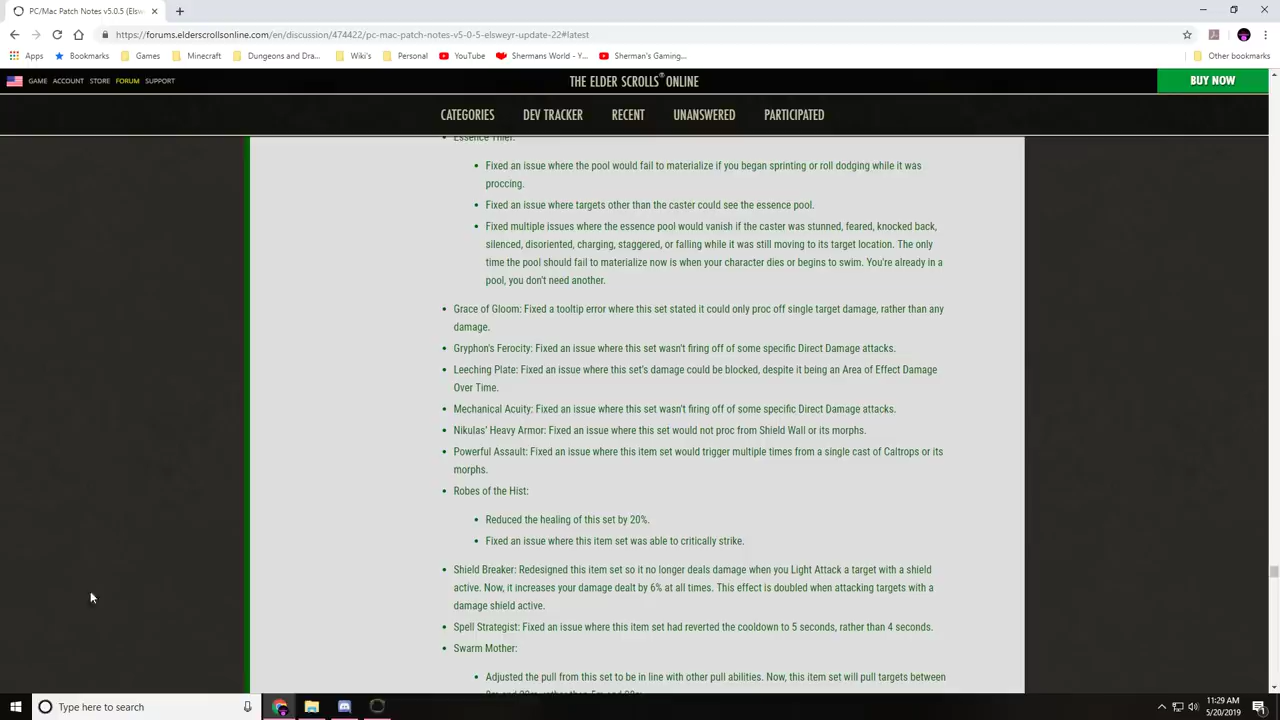 PC/Mac Patch Notes v5.0.5 (Elsw
https://forums.elderscrollsonline.com/en/discussion/474422/pc-mac-patch-notes-v5-0-5-elsweyr-update-22#latest
Apps Bookmarks Games Minecraft Dungeons and Dra... Wiki's Personal YouTube Shermans World - Y... Sherman's Gaming... Other bookmarks
GAME ACCOUNT STORE FORUM SUPPORT THE ELDER SCROLLS ONLINE BUY NOW
CATEGORIES DEV TRACKER RECENT UNANSWERED PARTICIPATED
Essence Thief:
Fixed an issue where the pool would fail to materialize if you began sprinting or roll dodging while it was
proccing.
Fixed an issue where targets other than the caster could see the essence pool.
Fixed multiple issues where the essence pool would vanish if the caster was stunned, feared, knocked back,
silenced, disoriented, charging, staggered, or falling while it was still moving to its target location. The only
time the pool should fail to materialize now is when your character dies or begins to swim. You're already in a
pool, you don't need another.
Grace of Gloom: Fixed a tooltip error where this set stated it could only proc off single target damage, rather than any
damage.
Gryphon's Ferocity: Fixed an issue where this set wasn't firing off of some specific Direct Damage attacks.
Leeching Plate: Fixed an issue where this set's damage could be blocked, despite it being an Area of Effect Damage
Over Time.
Mechanical Acuity: Fixed an issue where this set wasn't firing off of some specific Direct Damage attacks.
Nikulas' Heavy Armor: Fixed an issue where this set would not proc from Shield Wall or its morphs.
Powerful Assault: Fixed an issue where this item set would trigger multiple times from a single cast of Caltrops or its
morphs.
Robes of the Hist:
Reduced the healing of this set by 20%.
Fixed an issue where this item set was able to critically strike.
Shield Breaker: Redesigned this item set so it no longer deals damage when you Light Attack a target with a shield
active. Now, it increases your damage dealt by 6% at all times. This effect is doubled when attacking targets with a
damage shield active.
Spell Strategist: Fixed an issue where this item set had reverted the cooldown to 5 seconds, rather than 4 seconds.
Swarm Mother:
Adjusted the pull from this set to be in line with other pull abilities. Now, this item set will pull targets between
Type here to search
11:29 AM
5/20/2019